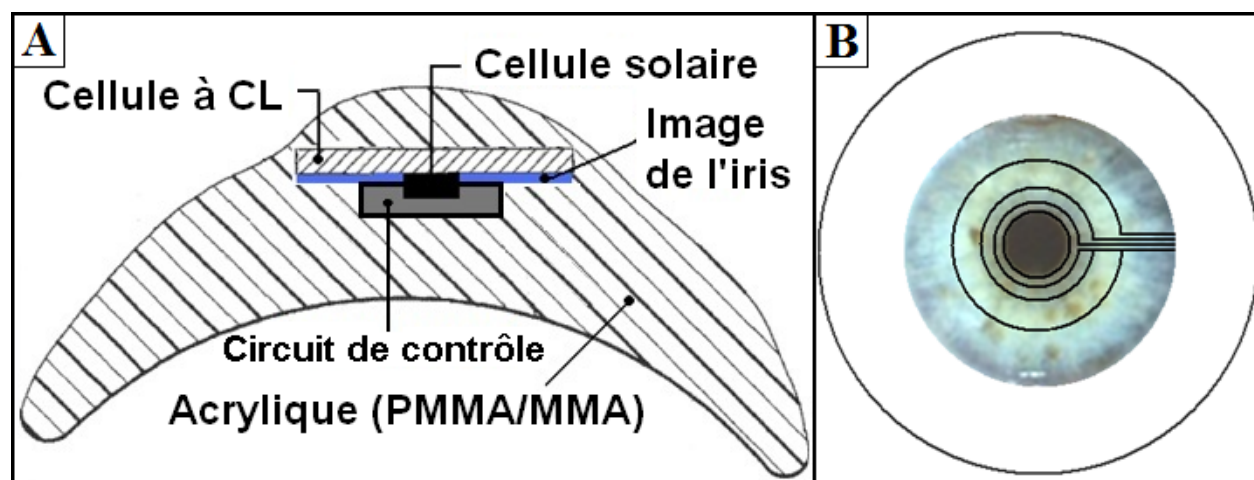 A
Cellule à CL
Cellule solaire
Image
de l'iris
Circuit de contrôle
Acrylique (PMMA/MMA)
B